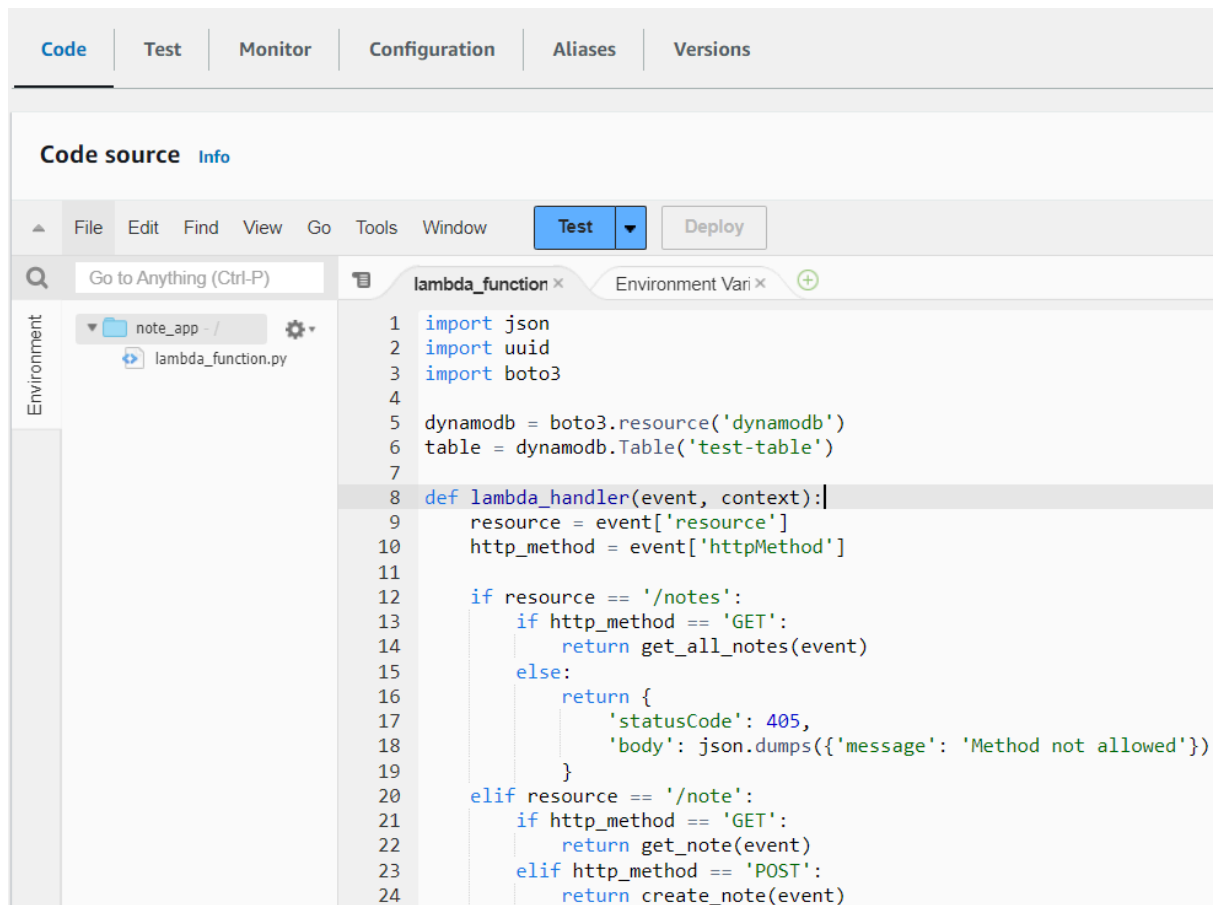 Code Test Monitor Configuration Aliases Versions
Code source Info
File Edit Find View Go Tools Window Test Deploy
Go to Anything (Ctrl-P) lambda_function × Environment Vari ×
Environment
note_app - /
lambda_function.py
1 import json
2 import uuid
3 import boto3
4
5 dynamodb = boto3.resource('dynamodb')
6 table = dynamodb.Table('test-table')
7
8 def lambda_handler(event, context):
9     resource = event['resource']
10     http_method = event['httpMethod']
11
12     if resource == '/notes':
13         if http_method == 'GET':
14             return get_all_notes(event)
15         else:
16             return {
17                 'statusCode': 405,
18                 'body': json.dumps({'message': 'Method not allowed'})
19             }
20     elif resource == '/note':
21         if http_method == 'GET':
22             return get_note(event)
23         elif http_method == 'POST':
24             return create_note(event)